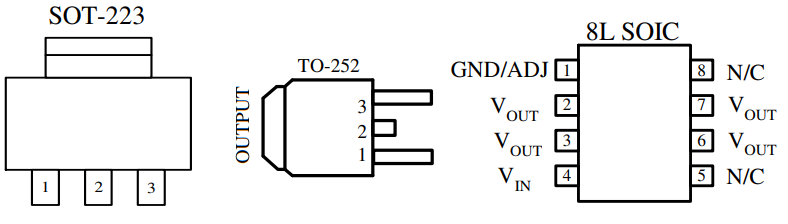 SOT-223
1 2 3
OUTPUT
TO-252
3
2
1
8L SOIC
GND/ADJ 1 8 N/C
VOUT 2 7 VOUT
VOUT 3 6 VOUT
VIN 4 5 N/C